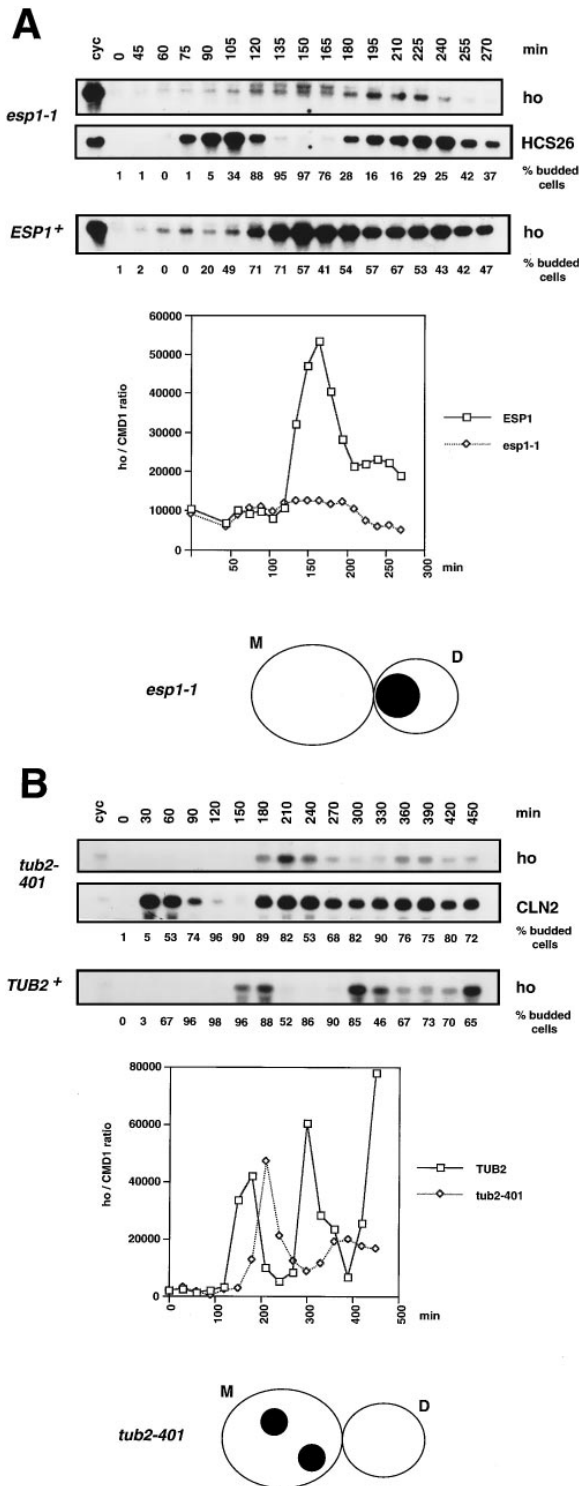 A
cyc 0 45 60 75 90 105 120 135 150 165 180 195 210 225 240 255 270 min
esp1-1
ho
HCS26
1 1 0 1 5 34 88 95 97 76 28 16 16 29 25 42 37 % budded cells
ESP1+
ho
1 2 0 0 20 49 71 71 57 41 54 57 67 53 43 42 47 % budded cells
60000
50000
40000
30000
20000
10000
0
ho / CMD1 ratio
50 100 150 200 250 300 min
ESP1
esp1-1
esp1-1
M
D
B
cyc 0 30 60 90 120 150 180 210 240 270 300 330 360 390 420 450 min
tub2-401
ho
CLN2
1 5 53 74 96 90 89 82 53 68 82 90 76 75 80 72 % budded cells
TUB2+
ho
0 3 67 96 98 96 88 52 86 90 85 46 67 73 70 65 % budded cells
80000
60000
40000
20000
0
ho / CMD1 ratio
0 100 200 300 400 500 min
TUB2
tub2-401
tub2-401
M
D